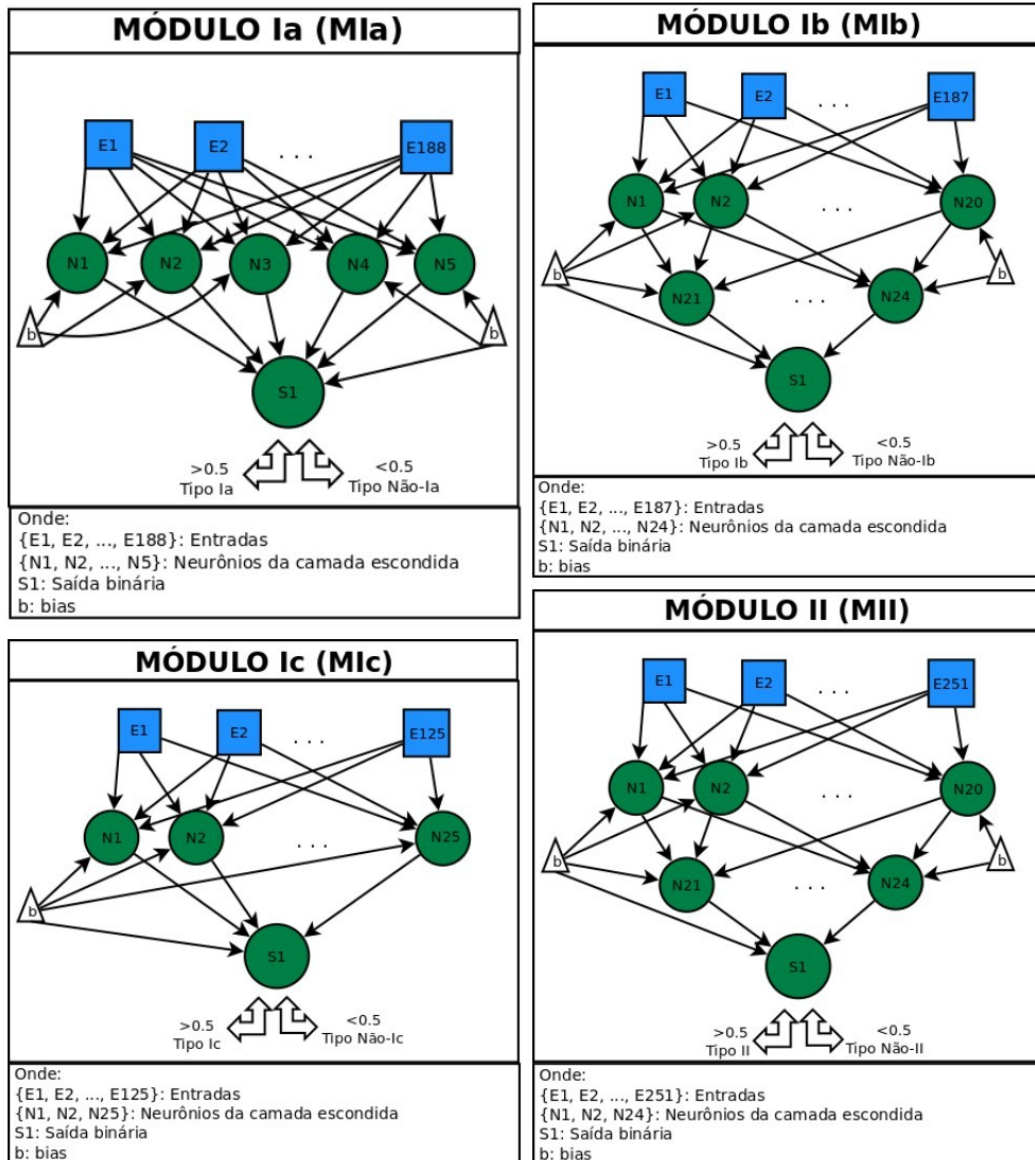 MÓDULO Ia (MIa)
E1 E2 . . . E188
N1 N2 N3 N4 N5
b b
S1
>0.5 <0.5
Tipo Ia Tipo Não-Ia
Onde:
{E1, E2, ..., E188}: Entradas
{N1, N2, ..., N5}: Neurônios da camada escondida
S1: Saída binária
b: bias
MÓDULO Ib (MIb)
E1 E2 . . . E187
N1 N2 . . . N20
b b
N21 . . . N24
S1
>0.5 <0.5
Tipo Ib Tipo Não-Ib
Onde:
{E1, E2, ..., E187}: Entradas
{N1, N2, ..., N24}: Neurônios da camada escondida
S1: Saída binária
b: bias
MÓDULO Ic (MIc)
E1 E2 . . . E125
N1 N2 . . . N25
b
S1
>0.5 <0.5
Tipo Ic Tipo Não-Ic
Onde:
{E1, E2, ..., E125}: Entradas
{N1, N2, N25}: Neurônios da camada escondida
S1: Saída binária
b: bias
MÓDULO II (MII)
E1 E2 . . . E251
N1 N2 . . . N20
b b
N21 . . . N24
S1
>0.5 <0.5
Tipo II Tipo Não-II
Onde:
{E1, E2, ..., E251}: Entradas
{N1, N2, N24}: Neurônios da camada escondida
S1: Saída binária
b: bias